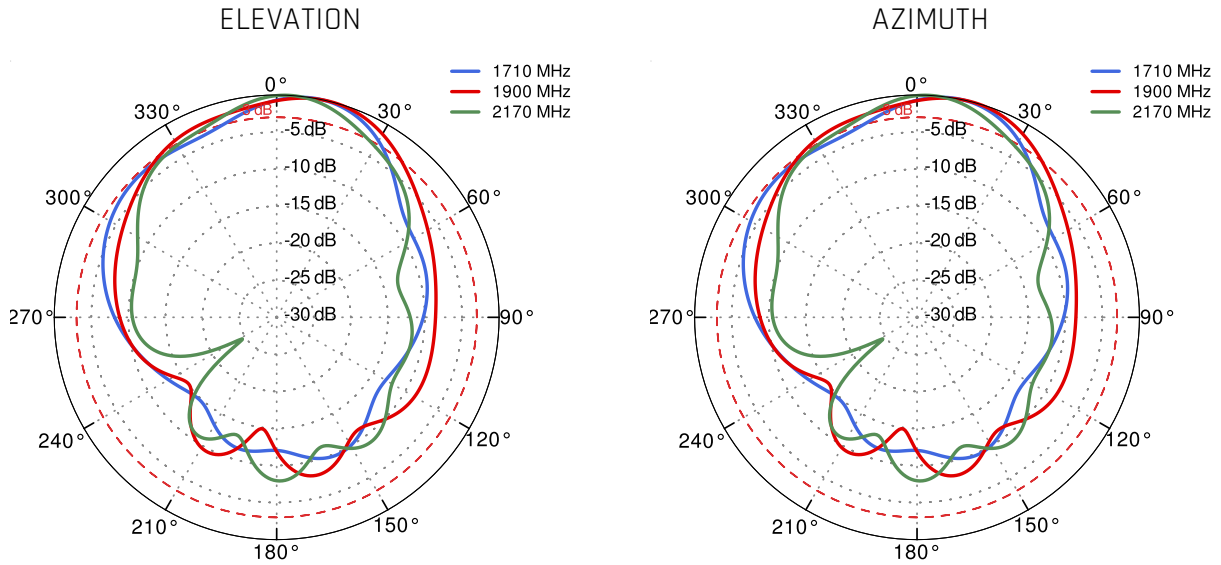 ELEVATION
1710 MHz
1900 MHz
2170 MHz
0°
330°
30°
300°
60°
270°
90°
240°
120°
210°
150°
180°
dB
-5 dB
-10 dB
-15 dB
-20 dB
-25 dB
-30 dB
AZIMUTH
1710 MHz
1900 MHz
2170 MHz
0°
330°
30°
300°
60°
270°
90°
240°
120°
210°
150°
180°
dB
-5 dB
-10 dB
-15 dB
-20 dB
-25 dB
-30 dB